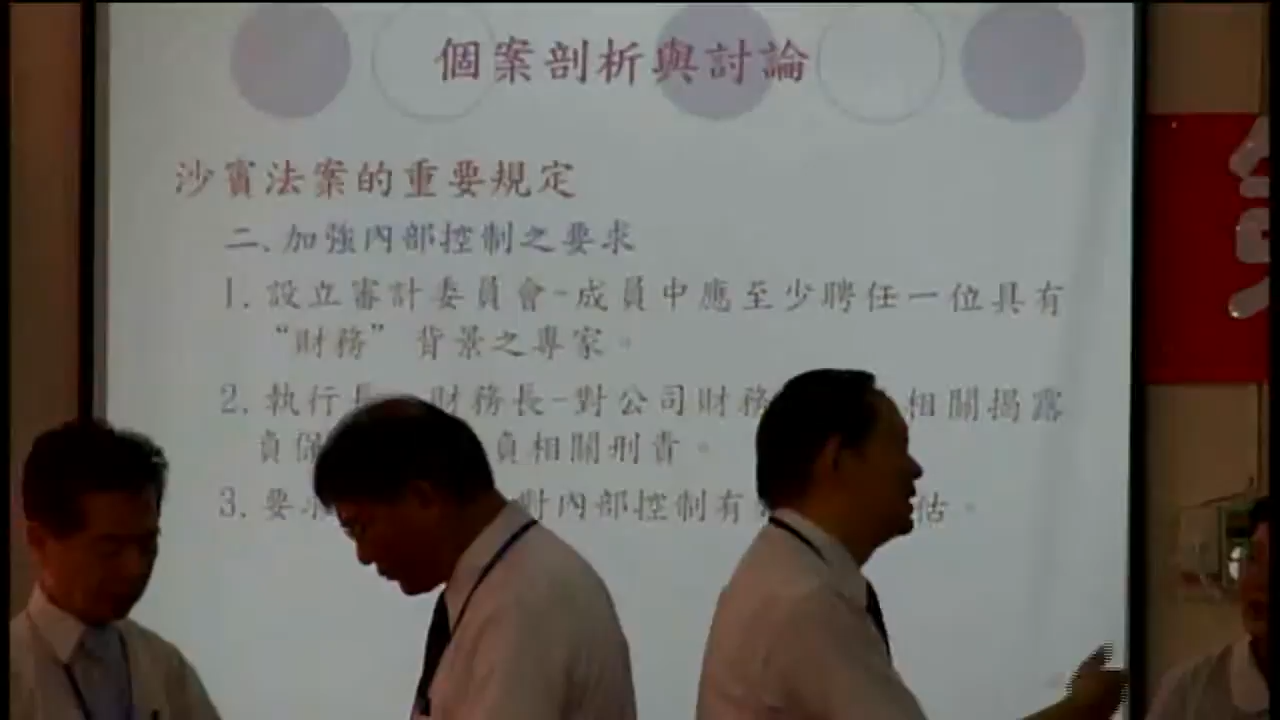 個案剖析與討論
沙賓法案的重要規定
二、加強內部控制之要求
1. 設立審計委員會-成員中應至少聘任一位具有
“財務”背景之專家。
2. 執行長 財務長-對公司財務 相關揭露
負 負相關刑責。
3. 要 對內部控制有 估。